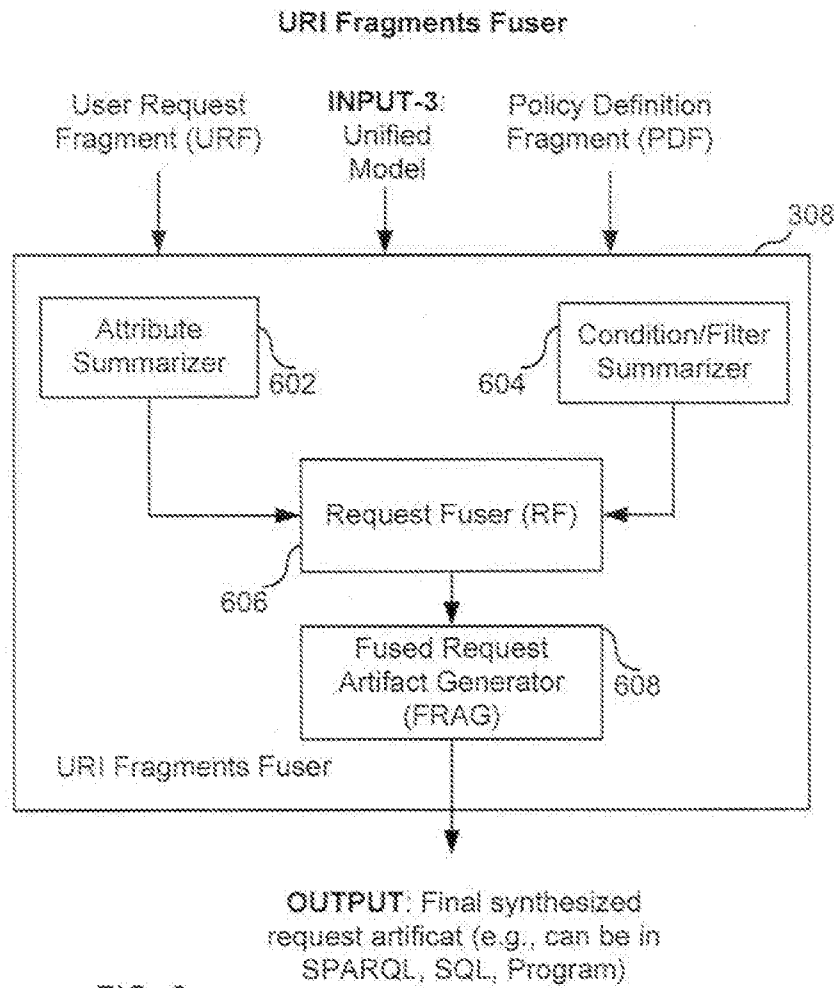 URI Fragments Fuser
User Request
Fragment (URF)
INPUT-3:
Unified
Model
Policy Definition
Fragment (PDF)
308
Attribute
Summarizer
602
Condition/Filter
Summarizer
604
Request Fuser (RF)
606
Fused Request
Artifact Generator
(FRAG)
608
URI Fragments Fuser
OUTPUT: Final synthesized
request artificat (e.g., can be in
SPARQL, SQL, Program)